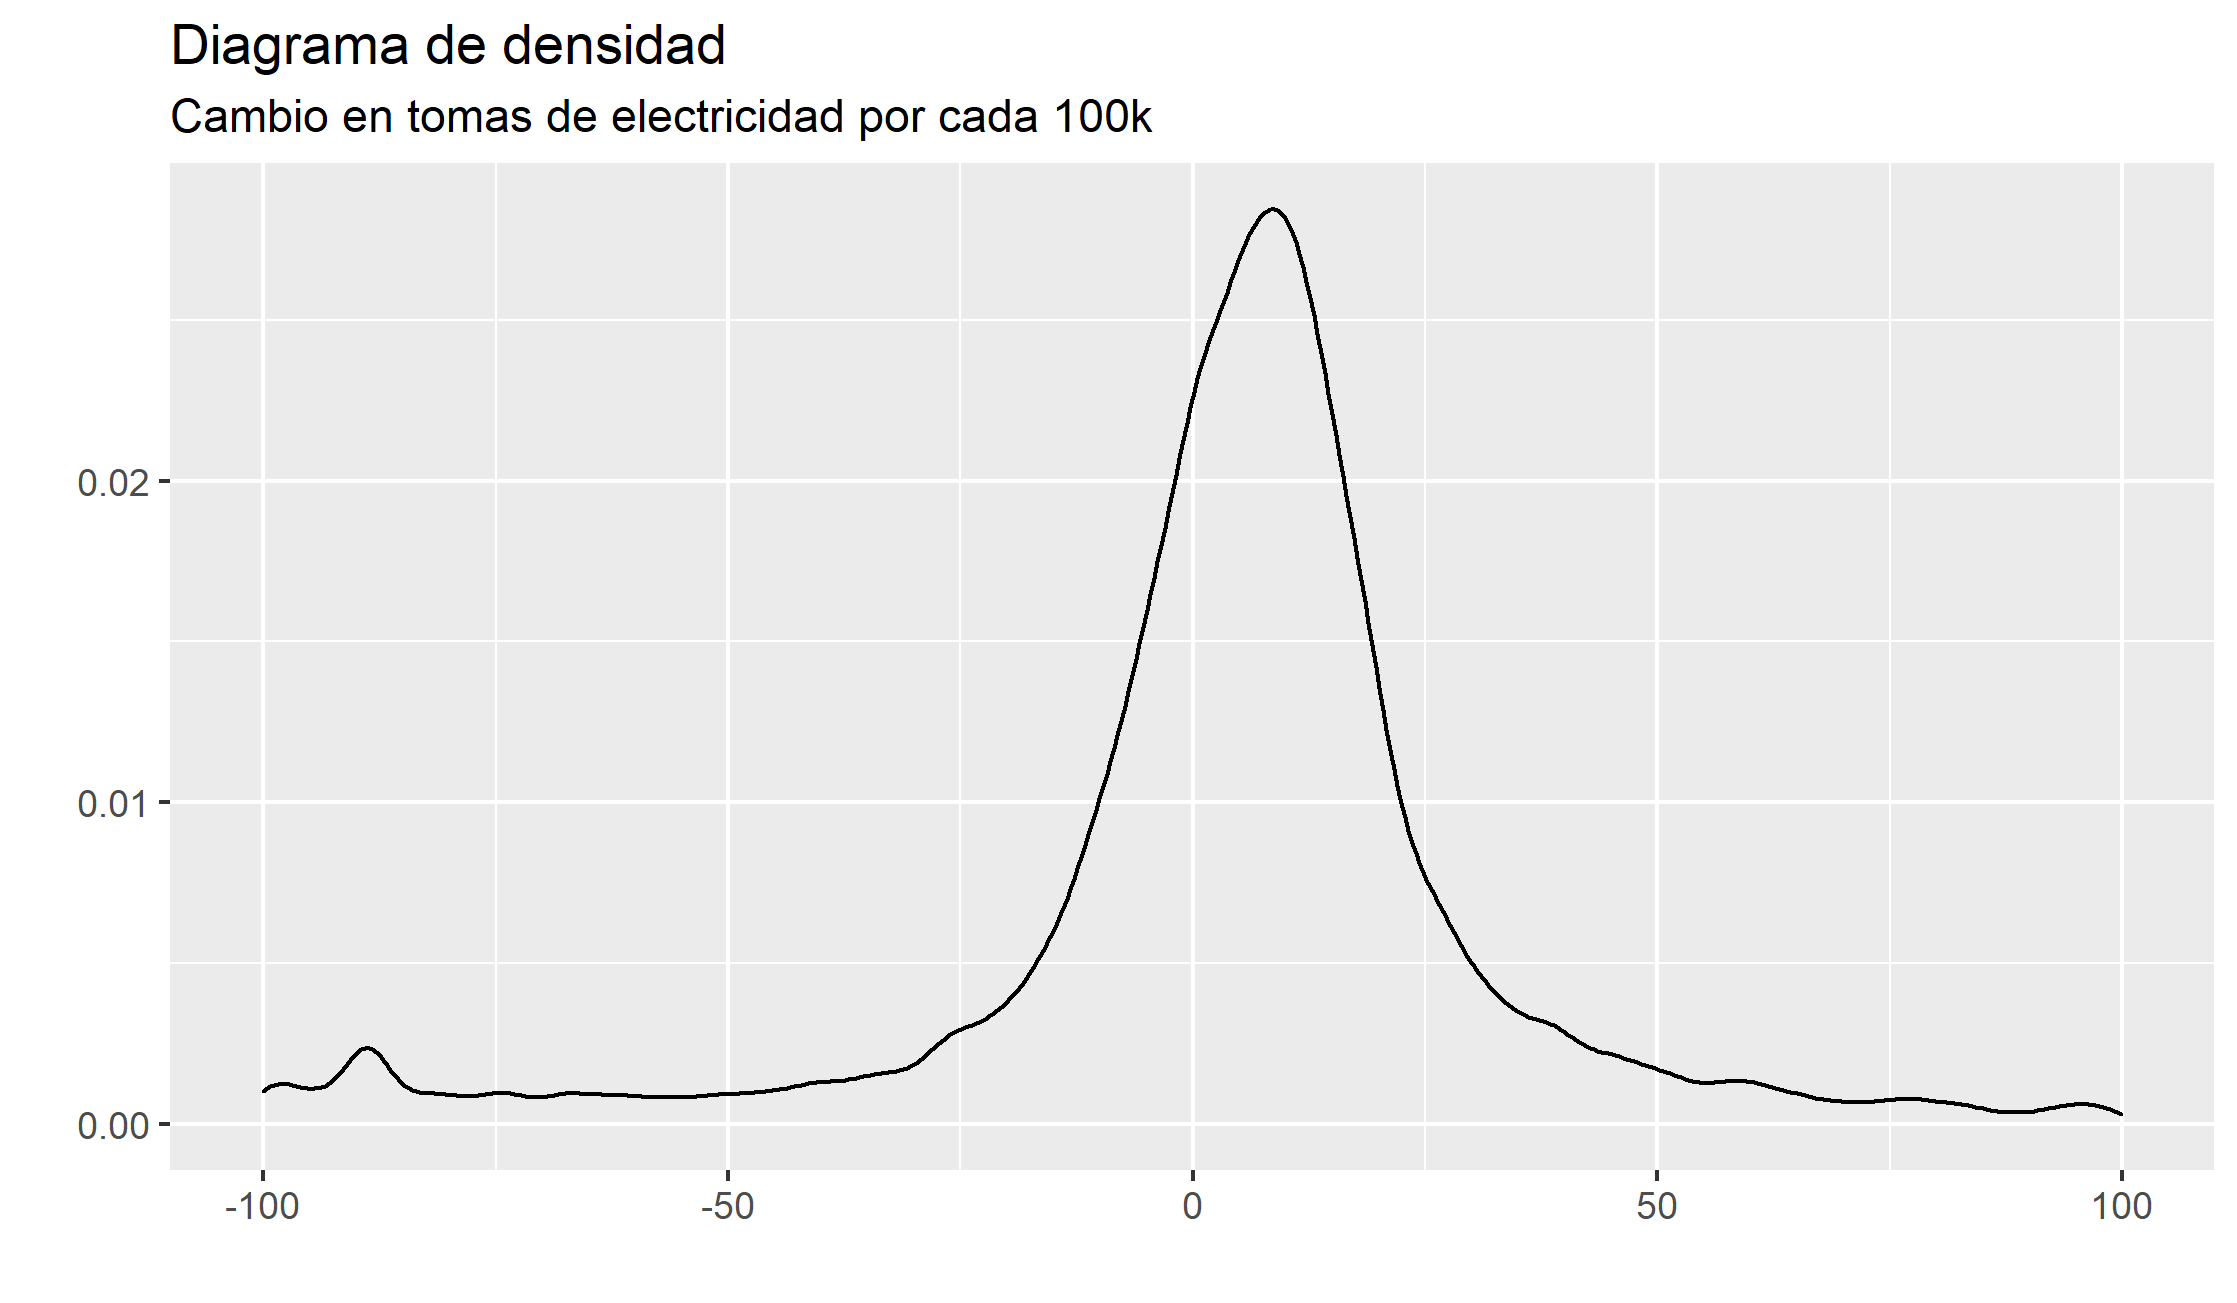 Diagrama de densidad
Cambio en tomas de electricidad por cada 100k
0.02
0.01
0.00
-100 -50 0 50 100